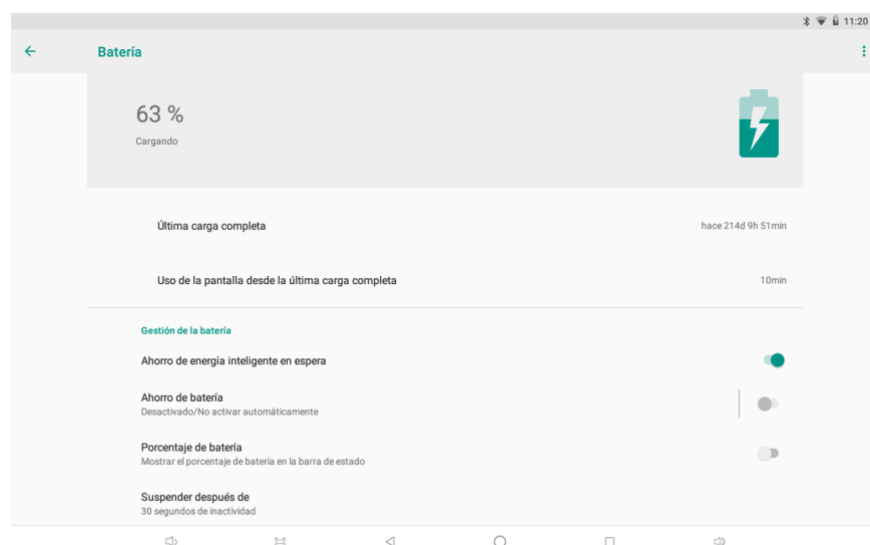 11:20
Batería
63 %
Cargando
Última carga completa
hace 214d 9h 51min
Uso de la pantalla desde la última carga completa
10min
Gestión de la batería
Ahorro de energía inteligente en espera
Ahorro de batería
Desactivado/No activar automáticamente
Porcentaje de batería
Mostrar el porcentaje de batería en la barra de estado
Suspender después de
30 segundos de inactividad